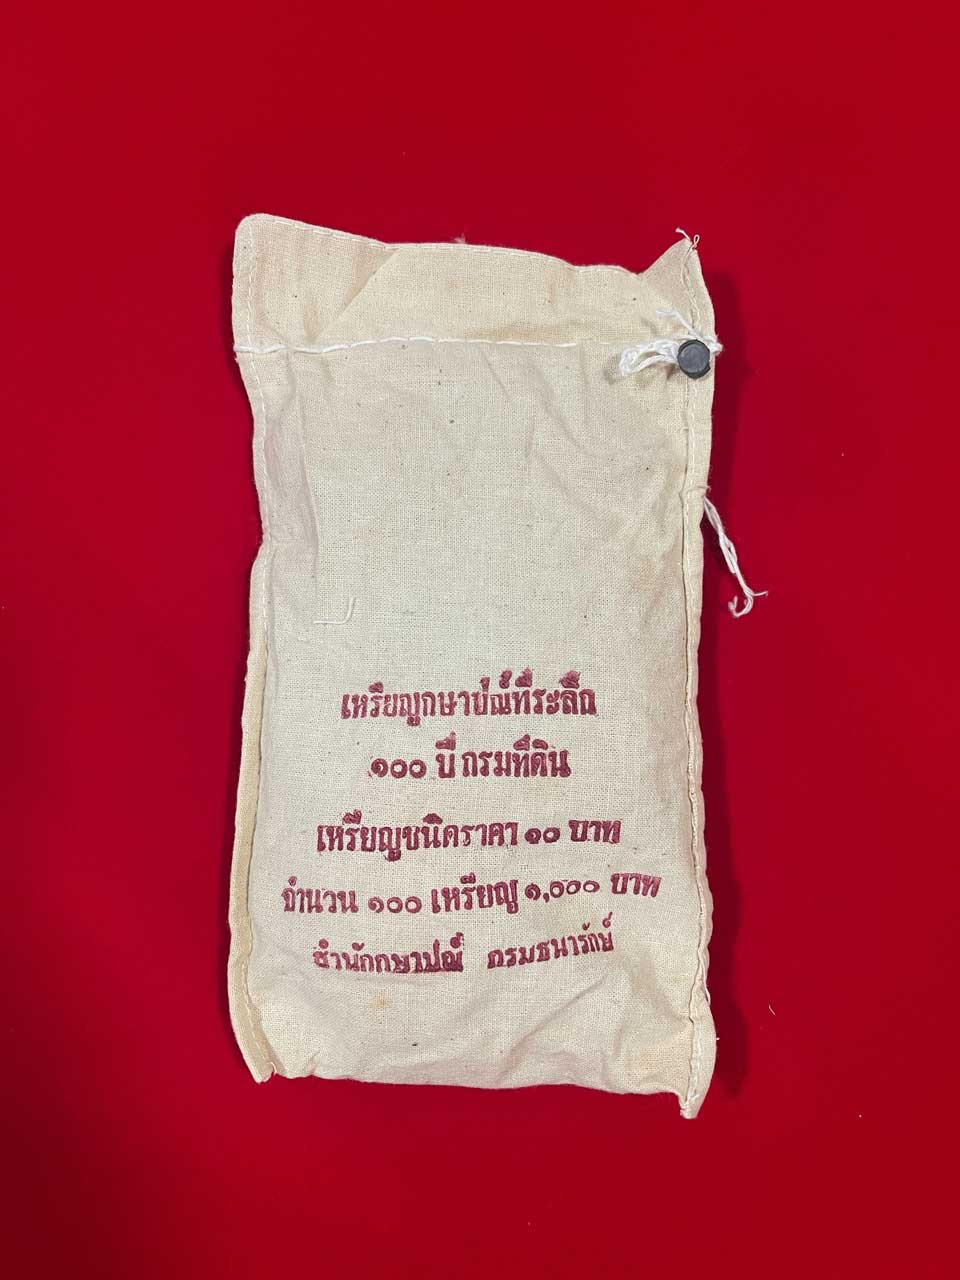 เหรียญกษาปณ์ที่ระลึก
๑๐๐ ปี กรมที่ดิน
เหรียญชนิดราคา ๑๐ บาท
จำนวน ๑๐๐ เหรียญ ๑,๐๐๐ บาท
สำนักกษาปณ์ กรมธนารักษ์